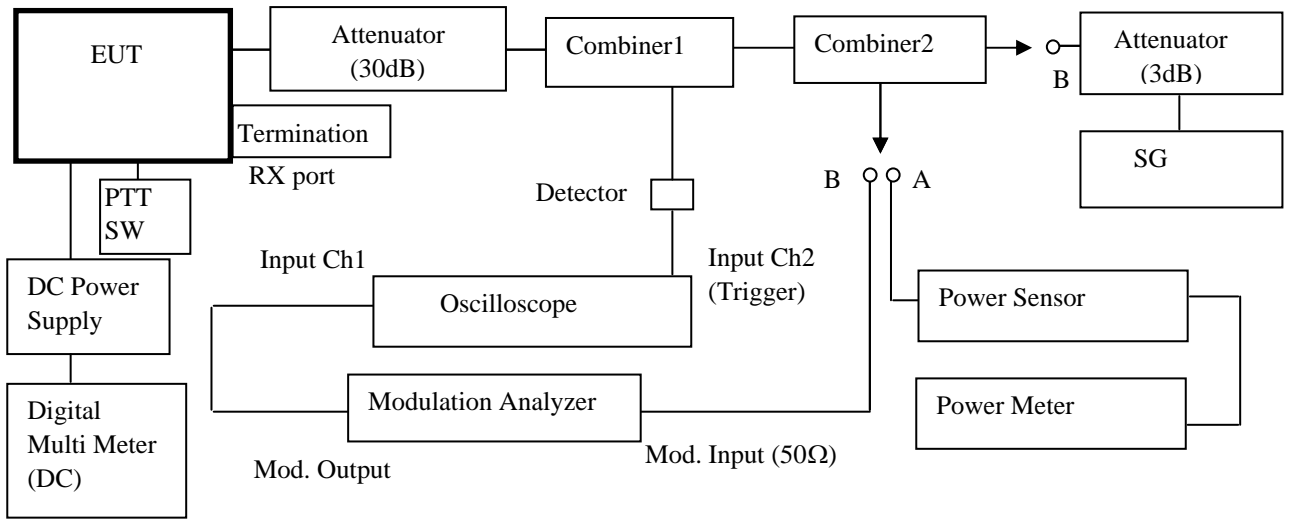 EUT
Attenuator
(30dB)
Combiner1
Combiner2
B
Attenuator
(3dB)
Termination
RX port
SG
PTT
SW
Detector
B
A
Input Ch1
Input Ch2
(Trigger)
DC Power
Supply
Oscilloscope
Power Sensor
Digital
Multi Meter
(DC)
Modulation Analyzer
Power Meter
Mod. Output
Mod. Input (50Ω)